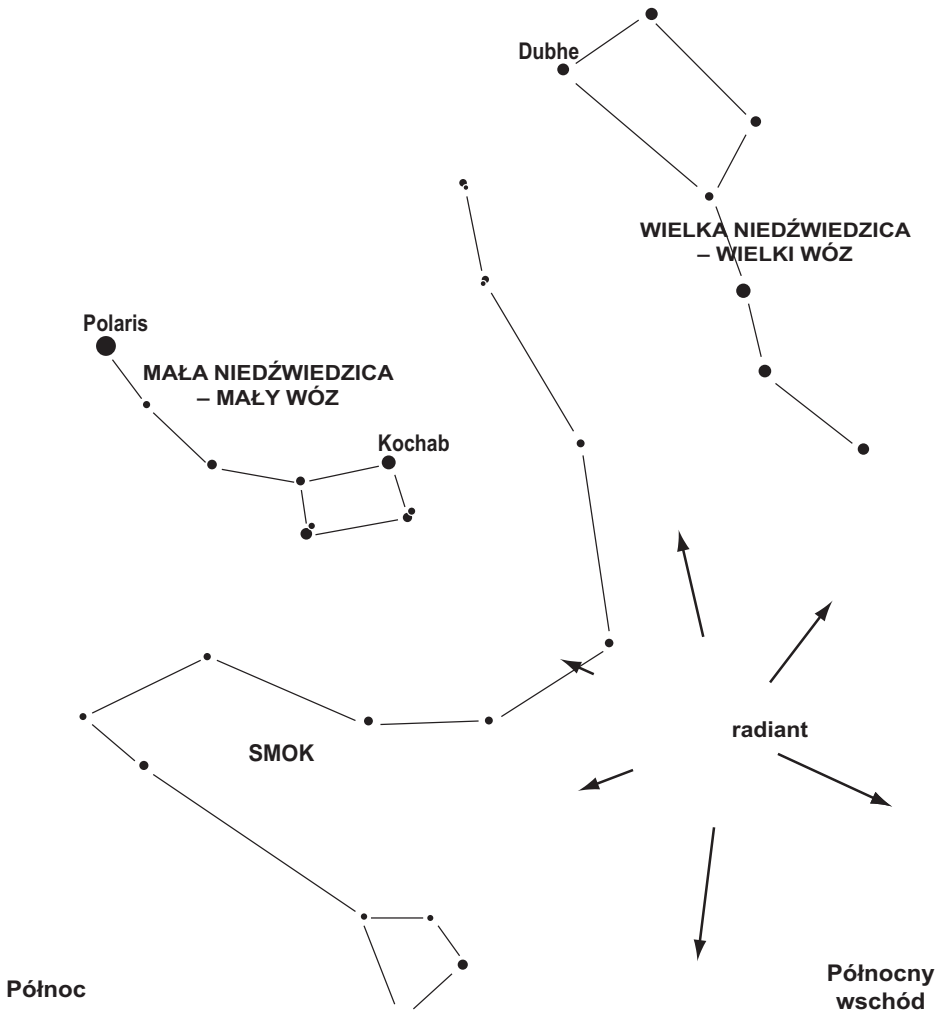 Dubhe
WIELKA NIEDŹWIEDZICA
– WIELKI WÓZ
Polaris
MAŁA NIEDŹWIEDZICA
– MAŁY WÓZ
Kochab
radiant
SMOK
Północ
Północny
wschód